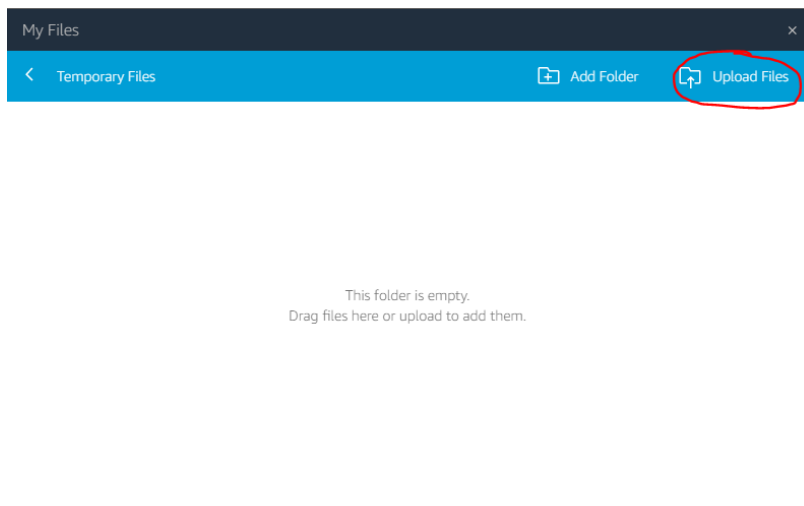 My Files
Temporary Files Add Folder Upload Files
This folder is empty.
Drag files here or upload to add them.